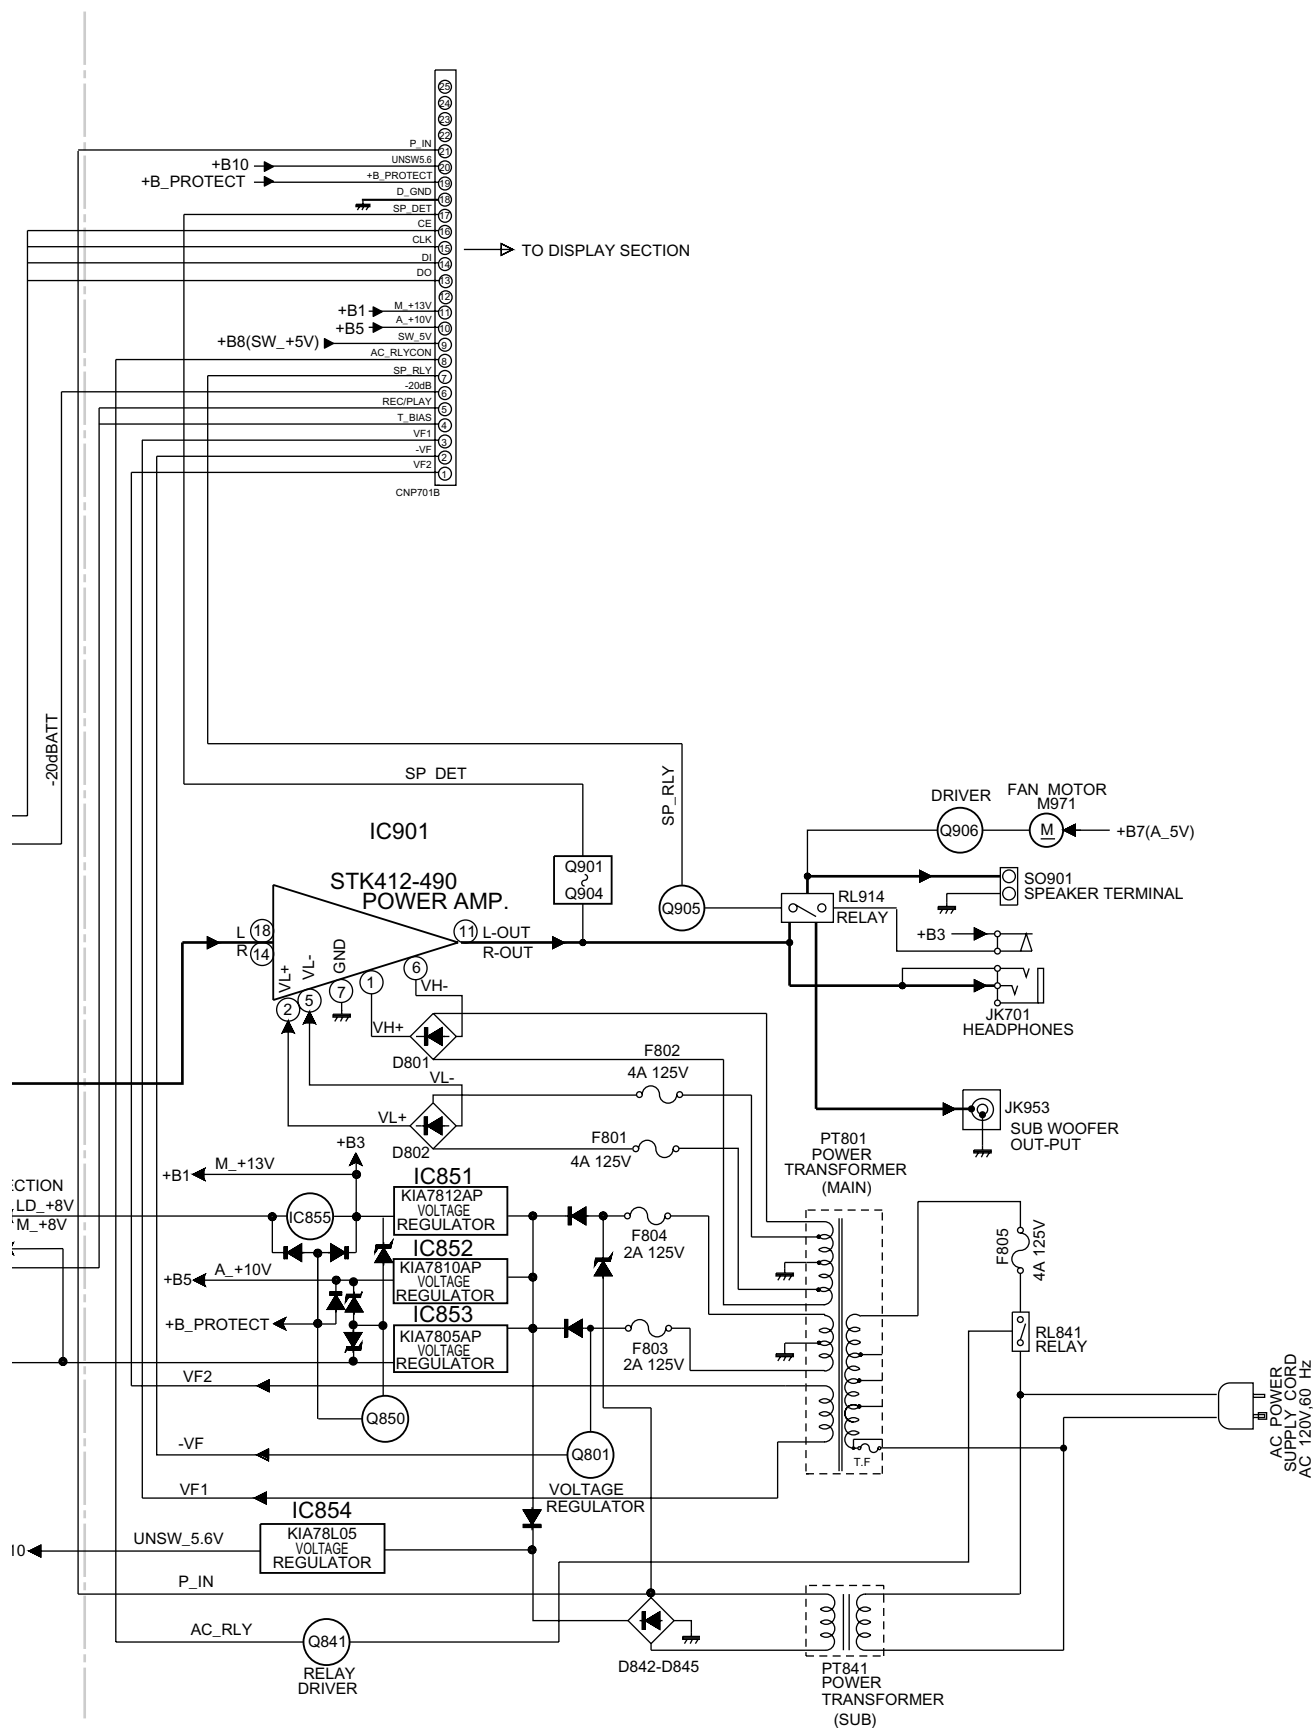 25
24
23
22
P_IN
21
+B10
UNSW5.6
20
+B_PROTECT
+B_PROTECT
19
D_GND
18
SP_DET
17
CE
16
CLK
15
TO DISPLAY SECTION
DI
14
DO
13
12
+B1
M_+13V
11
+B5
A_+10V
10
+B8(SW_+5V)
SW_5V
9
AC_RLYCON
8
SP_RLY
7
-20dB
6
REC/PLAY
5
T_BIAS
4
VF1
3
-VF
2
VF2
1
CNP701B
-20dBATT
SP_DET
SP_RLY
IC901
STK412-490
POWER AMP.
Q901
Q904
Q905
DRIVER
Q906
FAN MOTOR
M971
M
+B7(A_5V)
SO901
SPEAKER TERMINAL
RL914
RELAY
+B3
JK701
HEADPHONES
L
18
R
14
VL+
VL-
GND
2
5
7
1
6
11
L-OUT
R-OUT
VH-
VH+
D801
VL-
VL+
D802
F802
4A 125V
F801
4A 125V
JK953
SUB WOOFER
OUT-PUT
PT801
POWER
TRANSFORMER
(MAIN)
+B3
+B1
M_+13V
ECTION
LD_+8V
M_+8V
IC855
IC851
KIA7812AP
VOLTAGE
REGULATOR
IC852
KIA7810AP
VOLTAGE
REGULATOR
IC853
KIA7805AP
VOLTAGE
REGULATOR
+B5
A_+10V
+B_PROTECT
F804
2A 125V
F803
2A 125V
F805
4A 125V
RL841
RELAY
AC POWER
SUPPLY CORD
AC 120V,60 Hz
VF2
Q850
-VF
Q801
VOLTAGE
REGULATOR
T.F
VF1
IC854
KIA78L05
VOLTAGE
REGULATOR
10
UNSW_5.6V
P_IN
AC_RLY
Q841
RELAY
DRIVER
D842-D845
PT841
POWER
TRANSFORMER
(SUB)